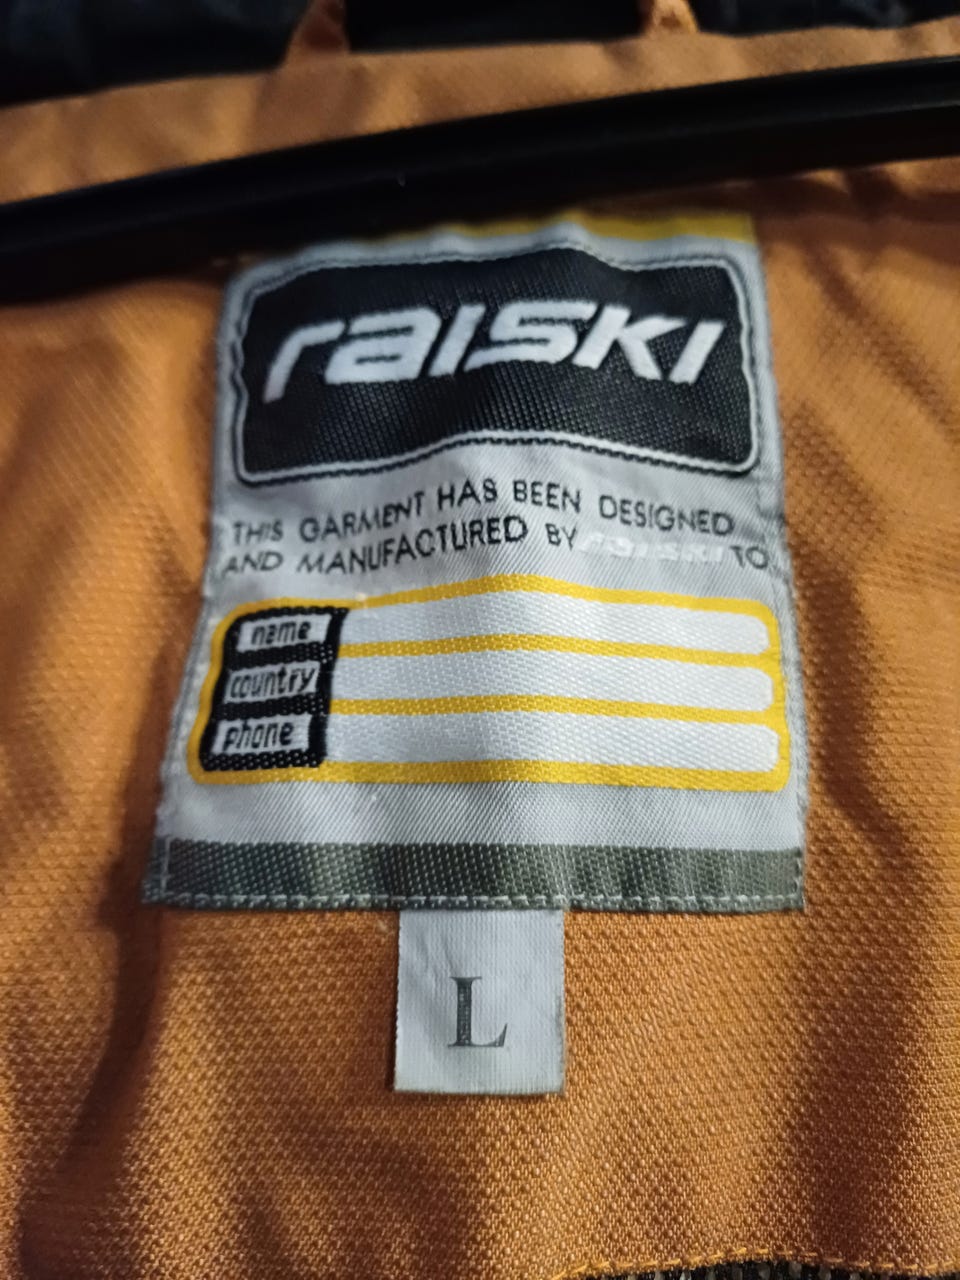 raiski
THIS GARMENT HAS BEEN DESIGNED
AND MANUFACTURED BY raiski TO
name
country
phone
L